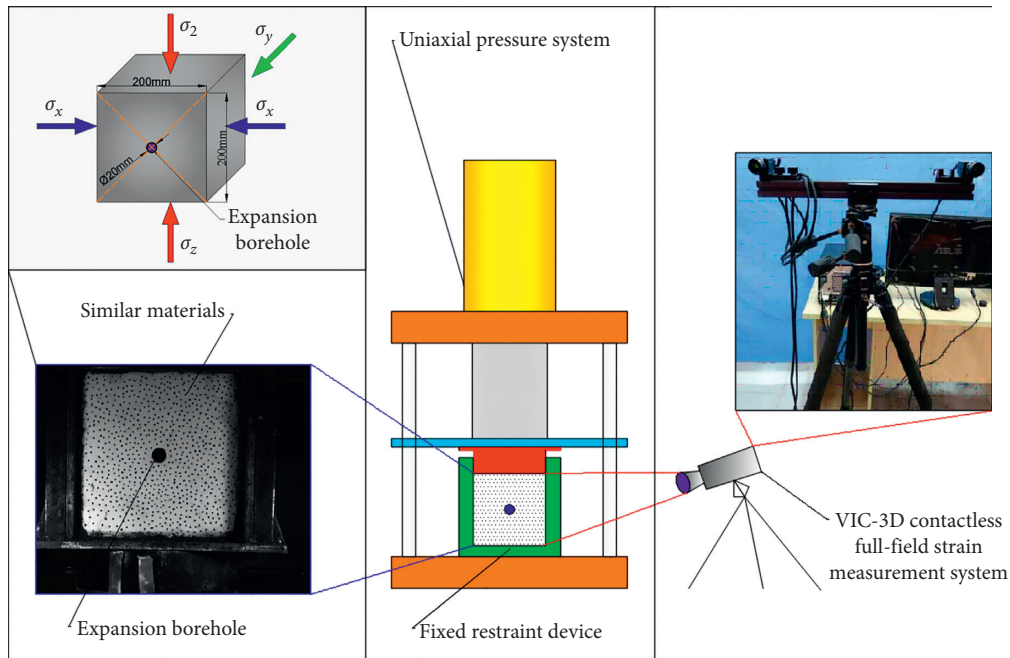 σ2
σy
200mm
σx
σx
200mm
Ø20mm
Expansion
borehole
σz
Similar materials
Expansion borehole
Uniaxial pressure system
Fixed restraint device
ASUS
VIC-3D contactless
full-field strain
measurement system